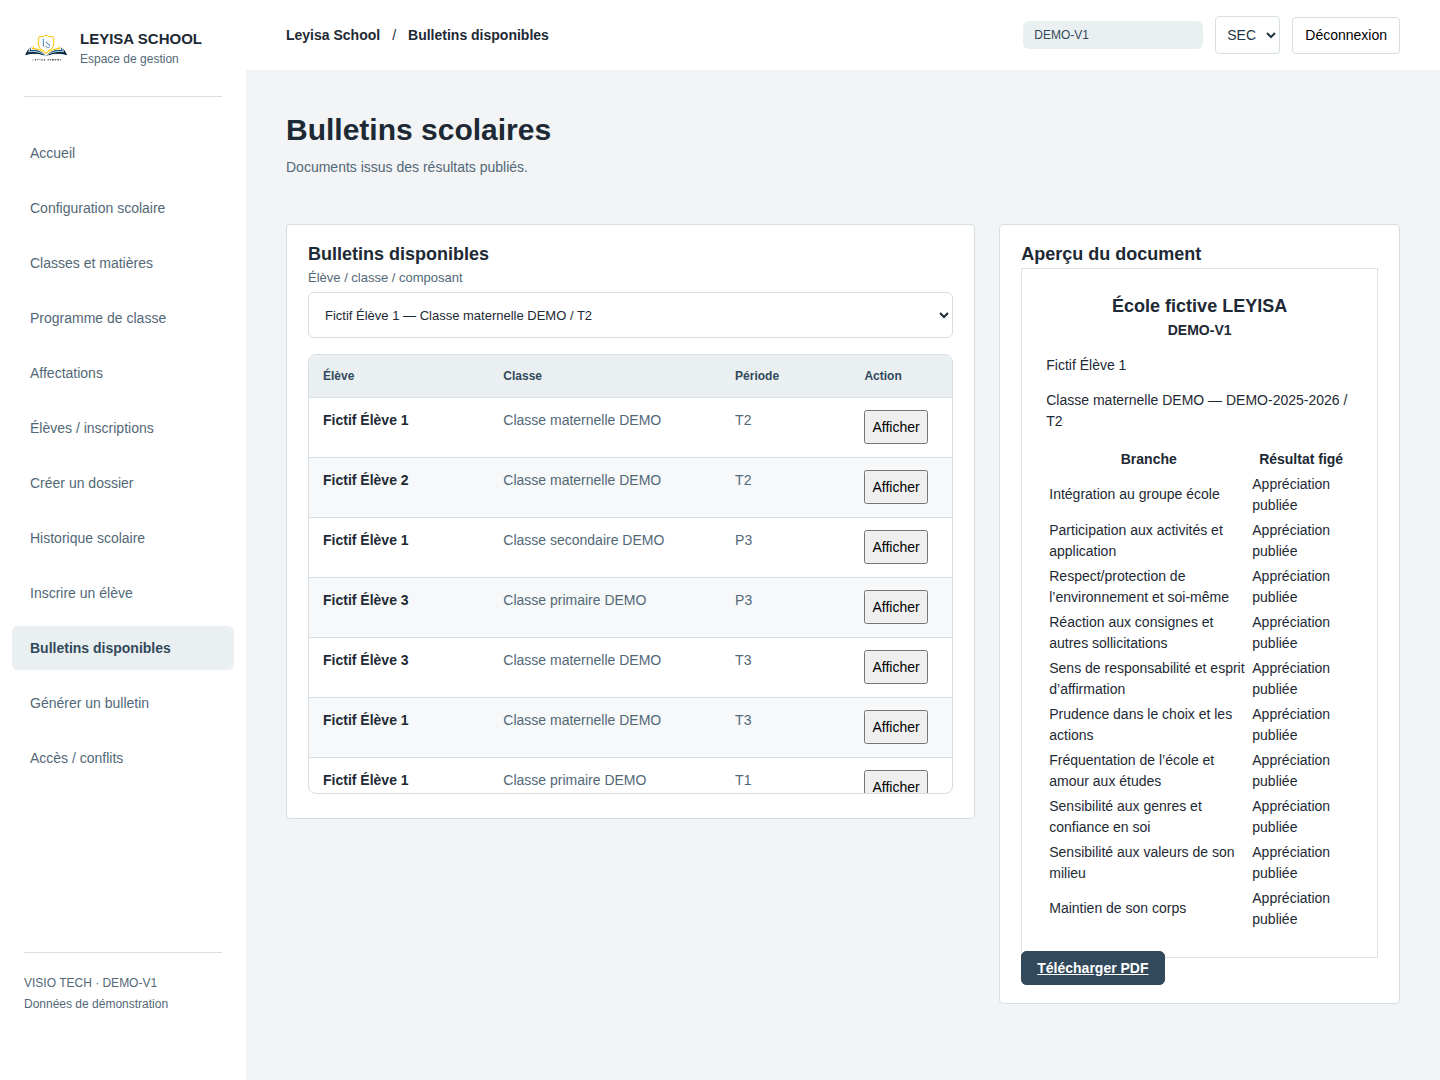 LEYISA SCHOOL
Espace de gestion
Leyisa School / Bulletins disponibles
DEMO-V1
SEC
Déconnexion
Accueil
Configuration scolaire
Classes et matières
Programme de classe
Affectations
Élèves / inscriptions
Créer un dossier
Historique scolaire
Inscrire un élève
Bulletins disponibles
Générer un bulletin
Accès / conflits
VISIO TECH · DEMO-V1
Données de démonstration
Bulletins scolaires
Documents issus des résultats publiés.
Bulletins disponibles
Élève / classe / composant
Fictif Élève 1 — Classe maternelle DEMO / T2
Élève Classe Période Action
Fictif Élève 1 Classe maternelle DEMO T2 Afficher
Fictif Élève 2 Classe maternelle DEMO T2 Afficher
Fictif Élève 1 Classe secondaire DEMO P3 Afficher
Fictif Élève 3 Classe primaire DEMO P3 Afficher
Fictif Élève 3 Classe maternelle DEMO T3 Afficher
Fictif Élève 1 Classe maternelle DEMO T3 Afficher
Fictif Élève 1 Classe primaire DEMO T1 Afficher
Aperçu du document
École fictive LEYISA
DEMO-V1
Fictif Élève 1
Classe maternelle DEMO — DEMO-2025-2026 /
T2
Branche Résultat figé
Intégration au groupe école Appréciation
publiée
Participation aux activités et Appréciation
application publiée
Respect/protection de Appréciation
l’environnement et soi-même publiée
Réaction aux consignes et Appréciation
autres sollicitations publiée
Sens de responsabilité et esprit Appréciation
d’affirmation publiée
Prudence dans le choix et les Appréciation
actions publiée
Fréquentation de l’école et Appréciation
amour aux études publiée
Sensibilité aux genres et Appréciation
confiance en soi publiée
Sensibilité aux valeurs de son Appréciation
milieu publiée
Maintien de son corps Appréciation
publiée
Télécharger PDF